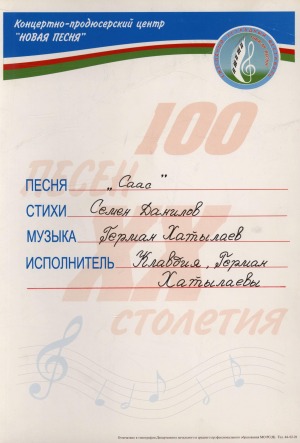 Концертно-продюсерский центр
"НОВАЯ ПЕСНЯ"
100
ПЕСЕН
ПЕСНЯ „Саас"
СТИХИ Семен Данилов
МУЗЫКА Герман Хатылаев
ИСПОЛНИТЕЛЬ Клавдия, Герман
Хатылаевы
XX
СТОЛЕТИЯ